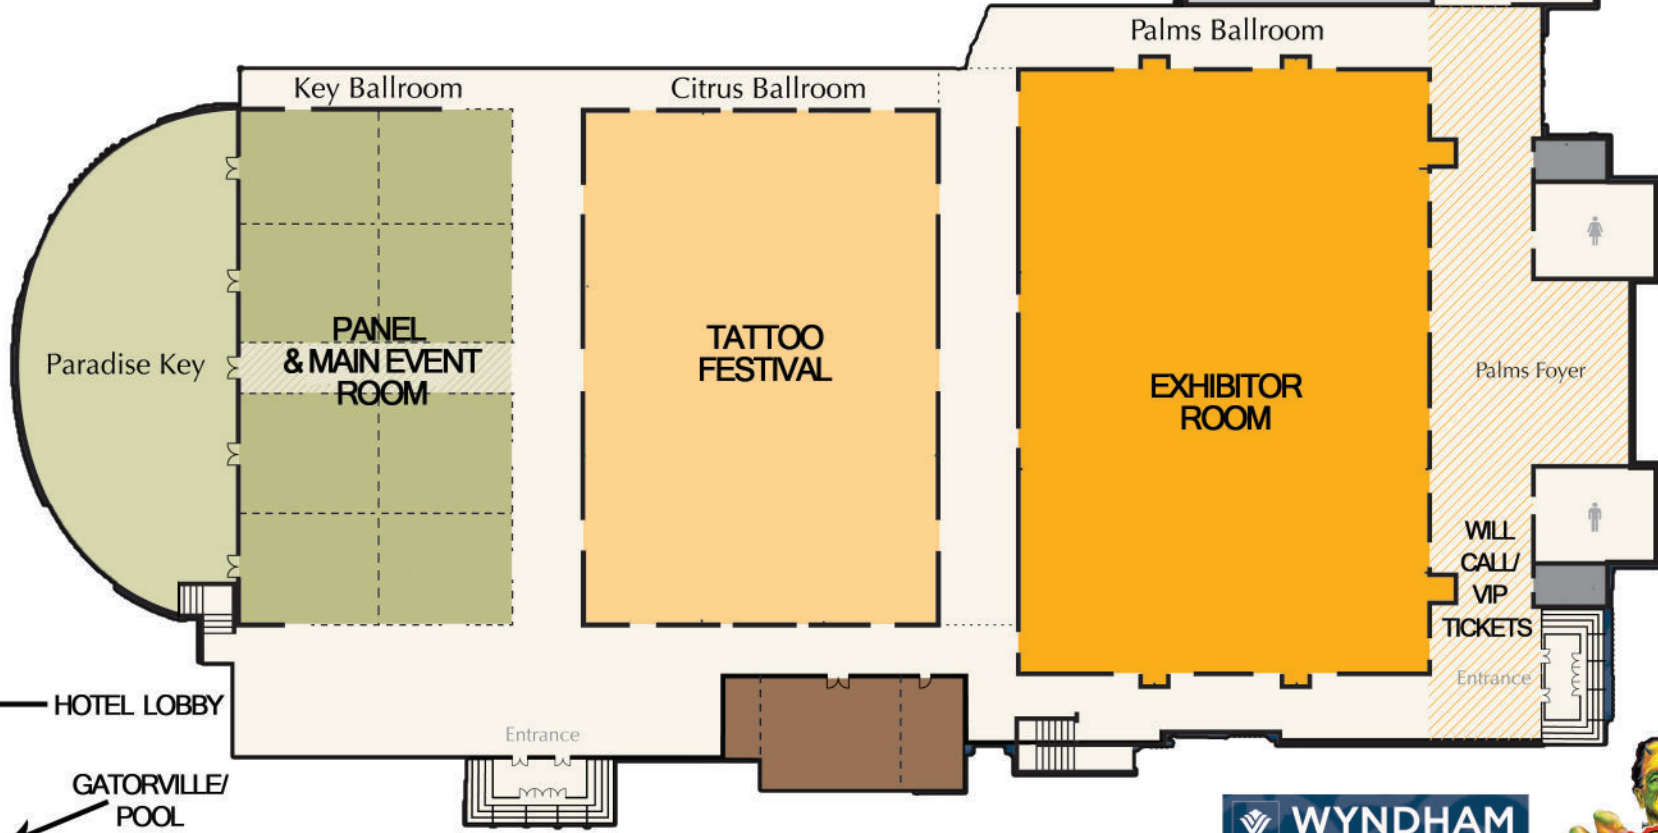 Palms Ballroom
Key Ballroom
Citrus Ballroom
Paradise Key
PANEL
& MAIN EVENT
ROOM
TATTOO
FESTIVAL
EXHIBITOR
ROOM
Palms Foyer
WILL
CALL/
VIP
TICKETS
Entrance
HOTEL LOBBY
Entrance
GATORVILLE/
POOL
WYNDHAM